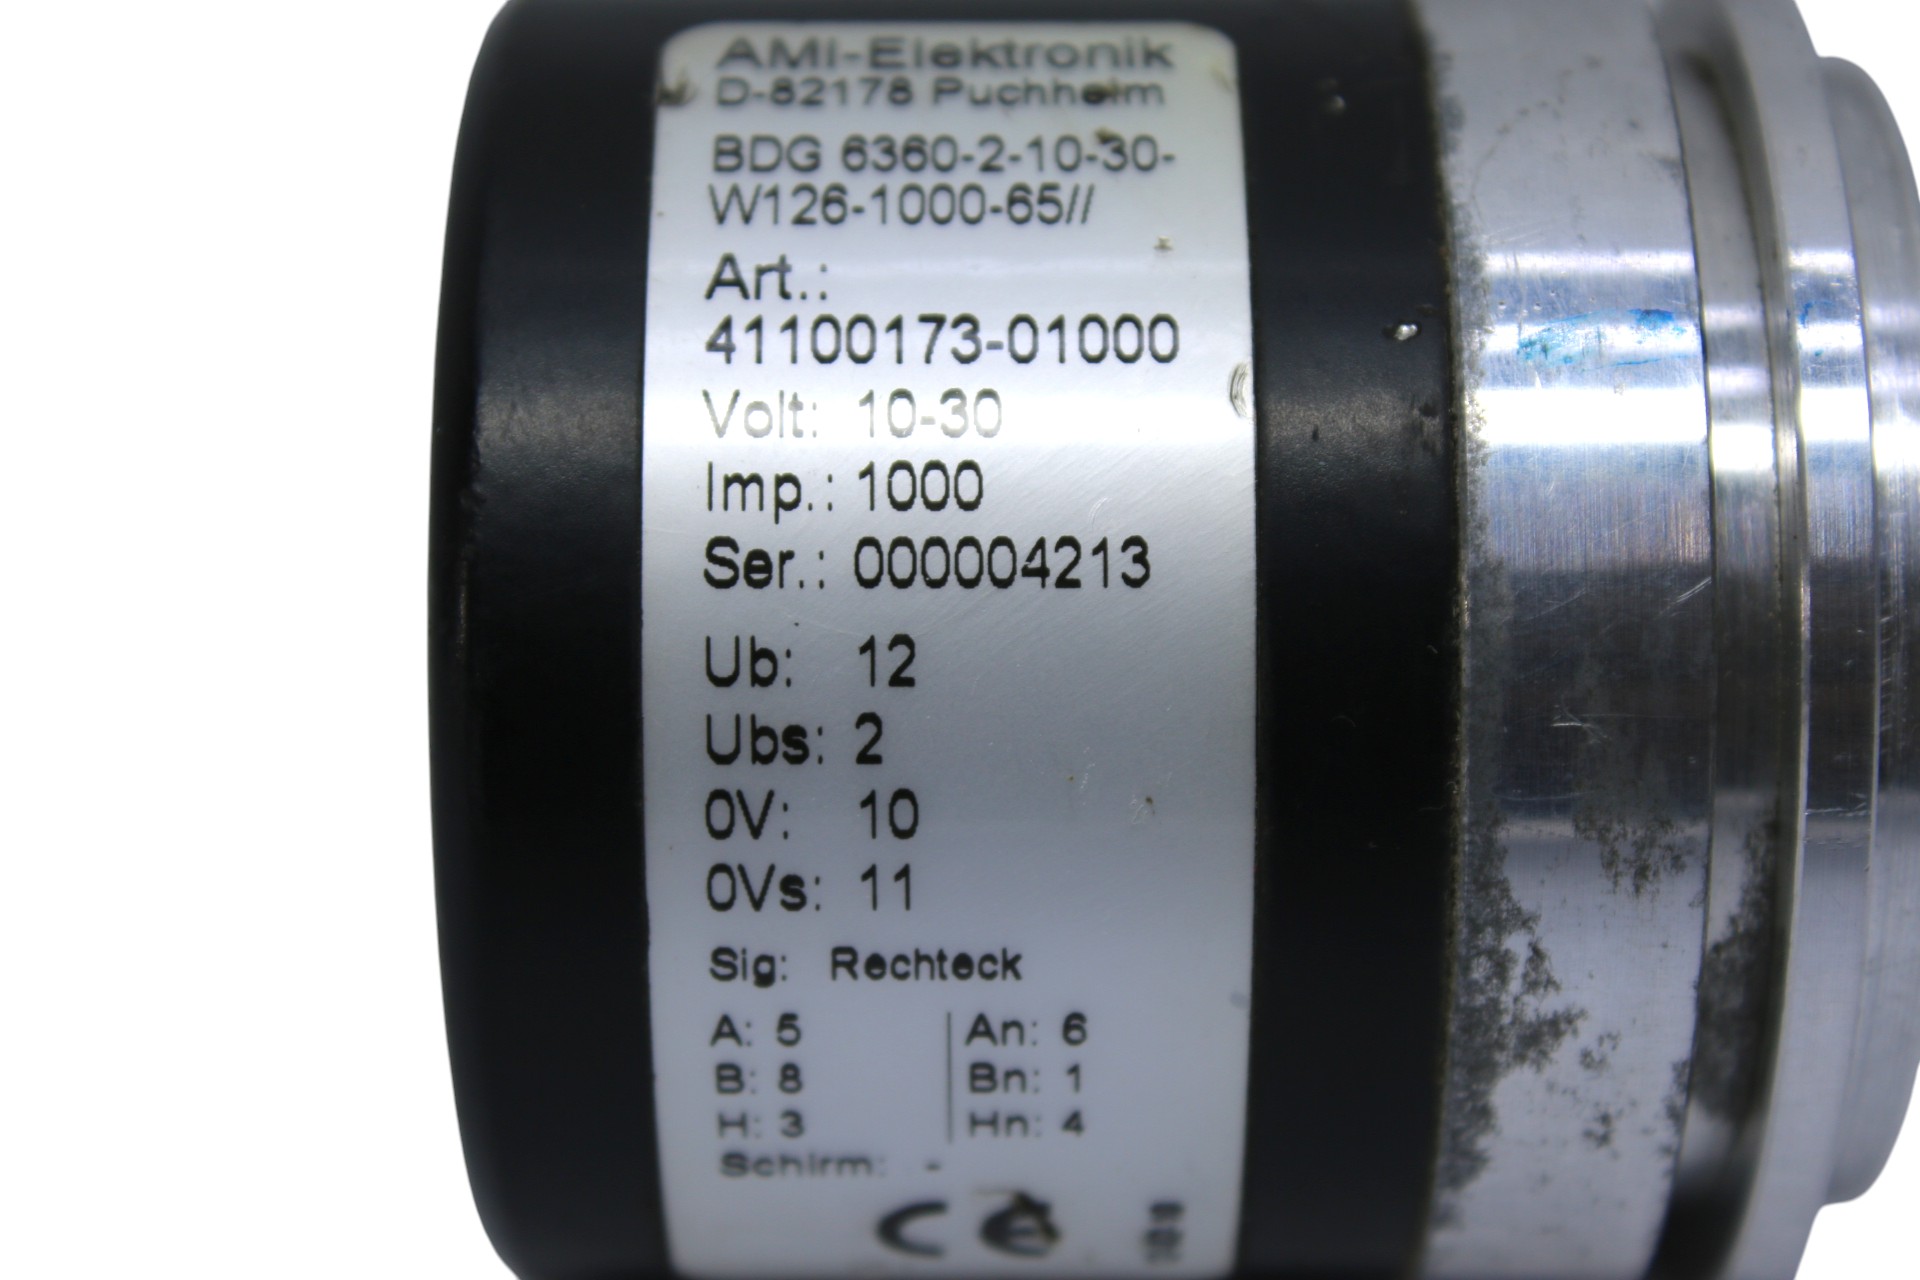 AMI-Elektronik
D-82178 Puchheim
BDG 6360-2-10-30-
W126-1000-65//
Art.:
41100173-01000
Volt: 10-30
Imp.: 1000
Ser.: 000004213
Ub: 12
Ubs: 2
0V: 10
0Vs: 11
Sig: Rechteck
A: 5 | An: 6
B: 8 | Bn: 1
H: 3 | Hn: 4
Schirm: -
CE